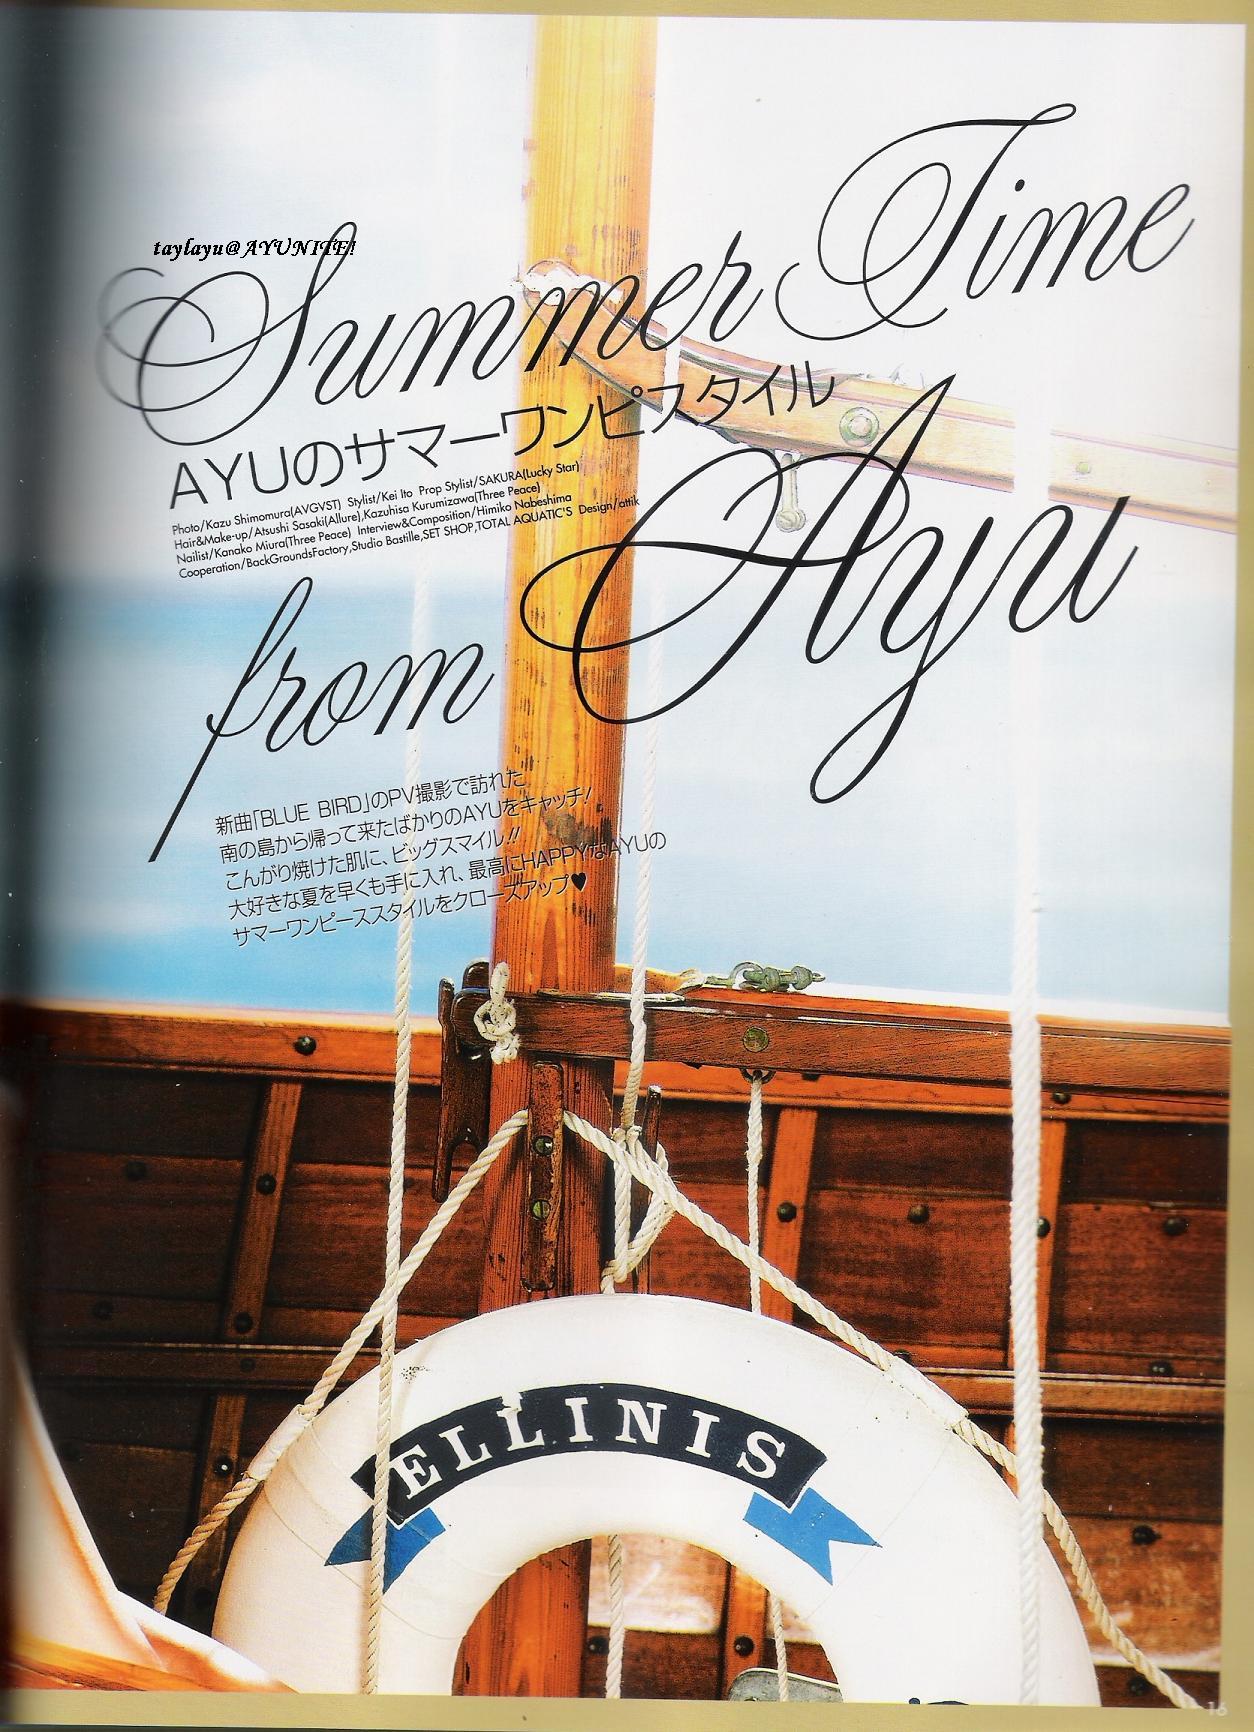 taylayu@AYUNITE!
Summer Time
AYUのサマーワンピスタイル
Photo/Kazu Shimomura(AVGVST) Stylist/Kei Ito Prop Stylist/SAKURA(Lucky Star)
Hair&Make-up/Atsushi Sasaki(Allure),Kazuhisa Kurumizawa(Three Peace)
Nailist/Kanako Miura(Three Peace) Interview&Composition/Himiko Nabeshima
Cooperation/BackGroundsFactory,Studio Bastille,SET SHOP,TOTAL AQUATIC'S Design/attik
from Ayu
新曲「BLUE BIRD」のPV撮影で訪れた
南の島から帰って来たばかりのAYUをキャッチ!
こんがり焼けた肌に、ビッグスマイル!!
大好きな夏を早くも手に入れ、最高にHAPPYなAYUの
サマーワンピーススタイルをクローズアップ♥
ELLINIS
16